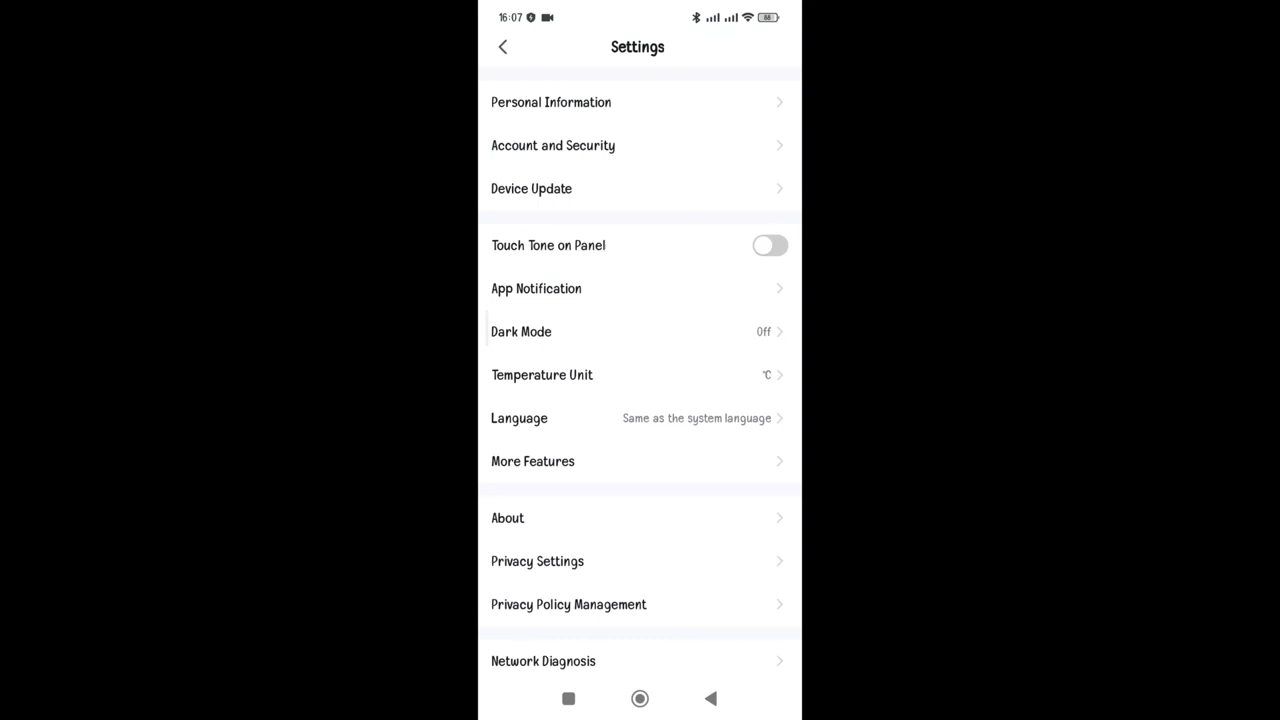 16:07 88
Settings
Personal Information
Account and Security
Device Update
Touch Tone on Panel
App Notification
Dark Mode Off
Temperature Unit °C
Language Same as the system language
More Features
About
Privacy Settings
Privacy Policy Management
Network Diagnosis